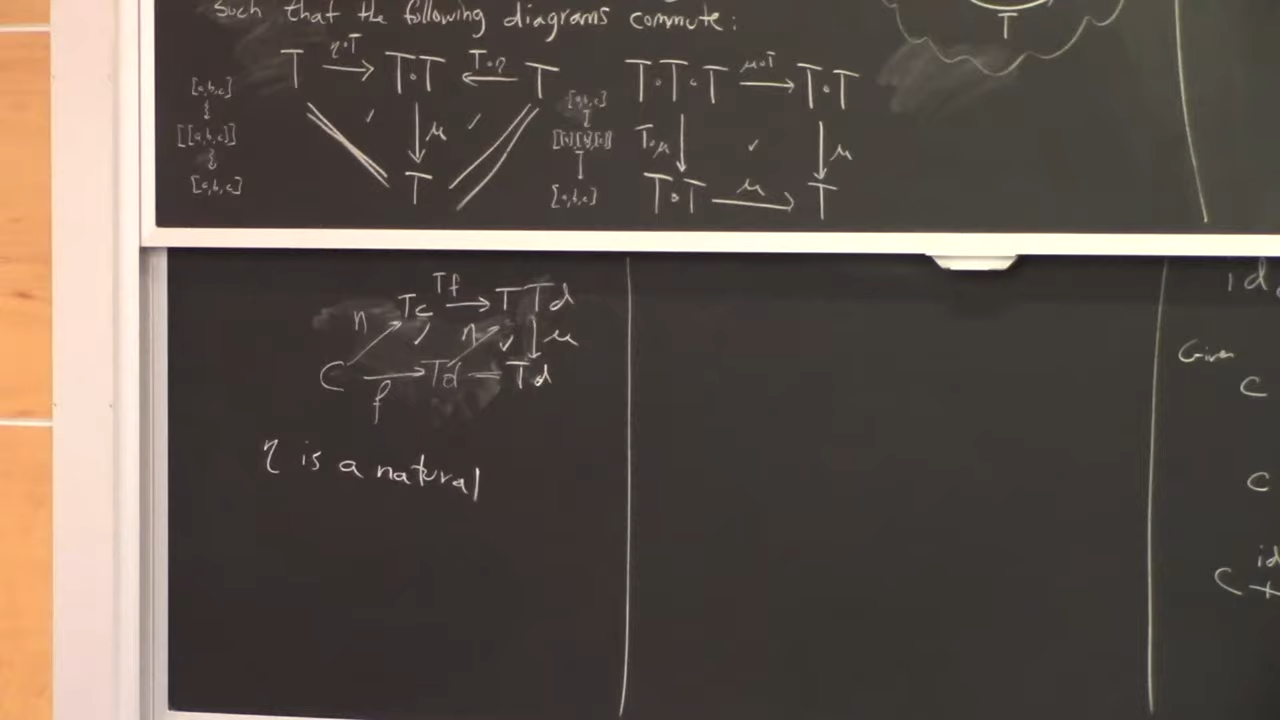 Such that the following diagrams commute:
T η∘T T∘T T∘η T
μ
T
[a,b,c]
[[a,b,c]]
[a,b,c]
[a,b,c]
[[a],[b],[c]]
[a,b,c]
T∘T∘T μ∘T T∘T
T∘μ μ
T∘T μ T
T
Tc Tf TTd
η η μ
C f Td Td
η is a natural
id
Given
C
C
C id